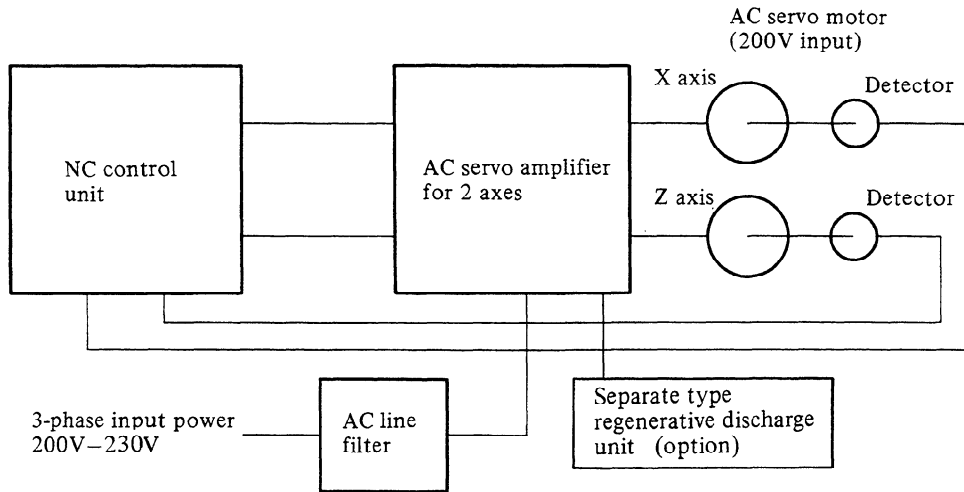 AC servo motor
(200V input)
X axis
Detector
NC control
unit
AC servo amplifier
for 2 axes
Z axis
Detector
3-phase input power
200V–230V
AC line
filter
Separate type
regenerative discharge
unit (option)